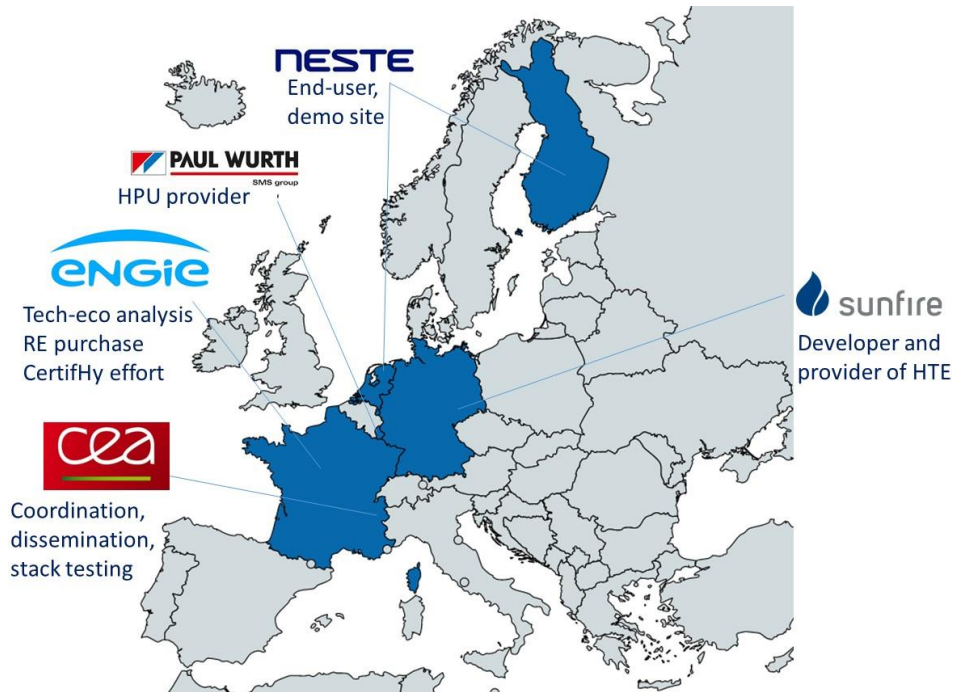 NESTE
End-user,
demo site
PAUL WURTH
SMS group
HPU provider
ENGIE
Tech-eco analysis
RE purchase
CertifHy effort
cea
Coordination,
dissemination,
stack testing
sunfire
Developer and
provider of HTE